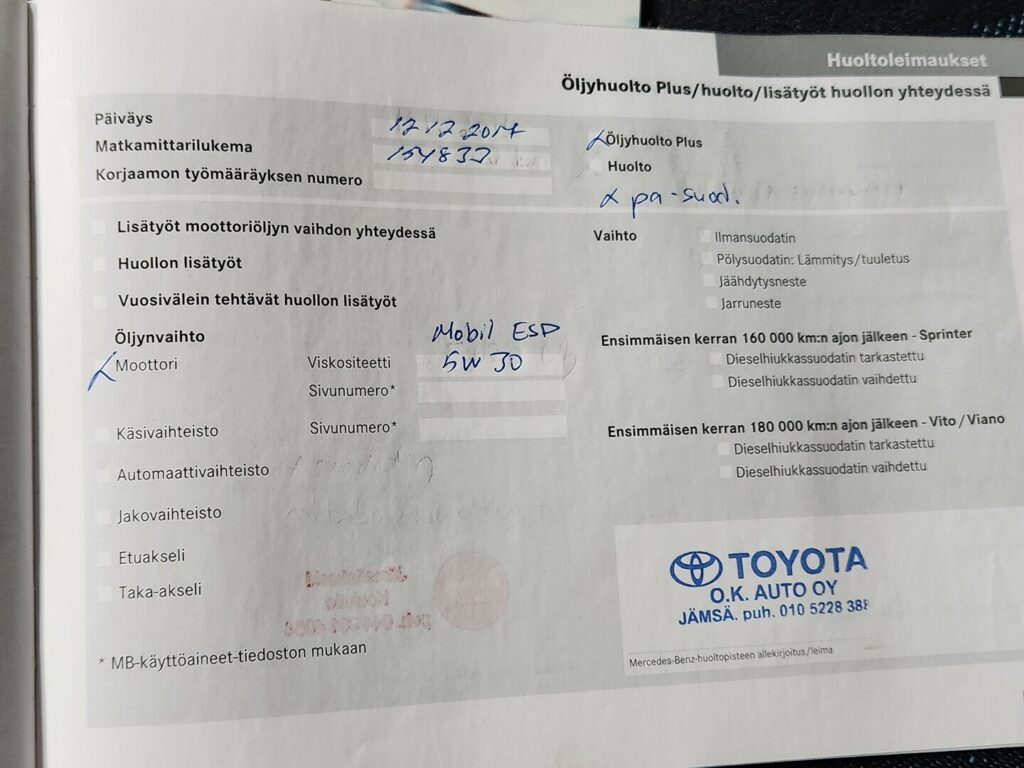 Huoltoleimaukset
Öljyhuolto Plus/huolto/lisätyöt huollon yhteydessä
Päiväys 12.12.2017
Matkamittarilukema 154832
Korjaamon työmääräyksen numero
Öljyhuolto Plus
Huolto
x pa-suod.
Lisätyöt moottoriöljyn vaihdon yhteydessä
Huollon lisätyöt
Vuosivälein tehtävät huollon lisätyöt
Vaihto
Ilmansuodatin
Pölysuodatin: Lämmitys/tuuletus
Jäähdytysneste
Jarruneste
Öljynvaihto Mobil ESP
Moottori Viskositeetti 5W30
Sivunumero*
Käsivaihteisto Sivunumero*
Automaattivaihteisto
Jakovaihteisto
Etuakseli
Taka-akseli
* MB-käyttöaineet-tiedoston mukaan
Ensimmäisen kerran 160 000 km:n ajon jälkeen - Sprinter
Dieselhiukkassuodatin tarkastettu
Dieselhiukkassuodatin vaihdettu
Ensimmäisen kerran 180 000 km:n ajon jälkeen - Vito/Viano
Dieselhiukkassuodatin tarkastettu
Dieselhiukkassuodatin vaihdettu
TOYOTA
O.K. AUTO OY
JÄMSÄ. puh. 010 5228 388
Mercedes-Benz-huoltopisteen allekirjoitus/leima